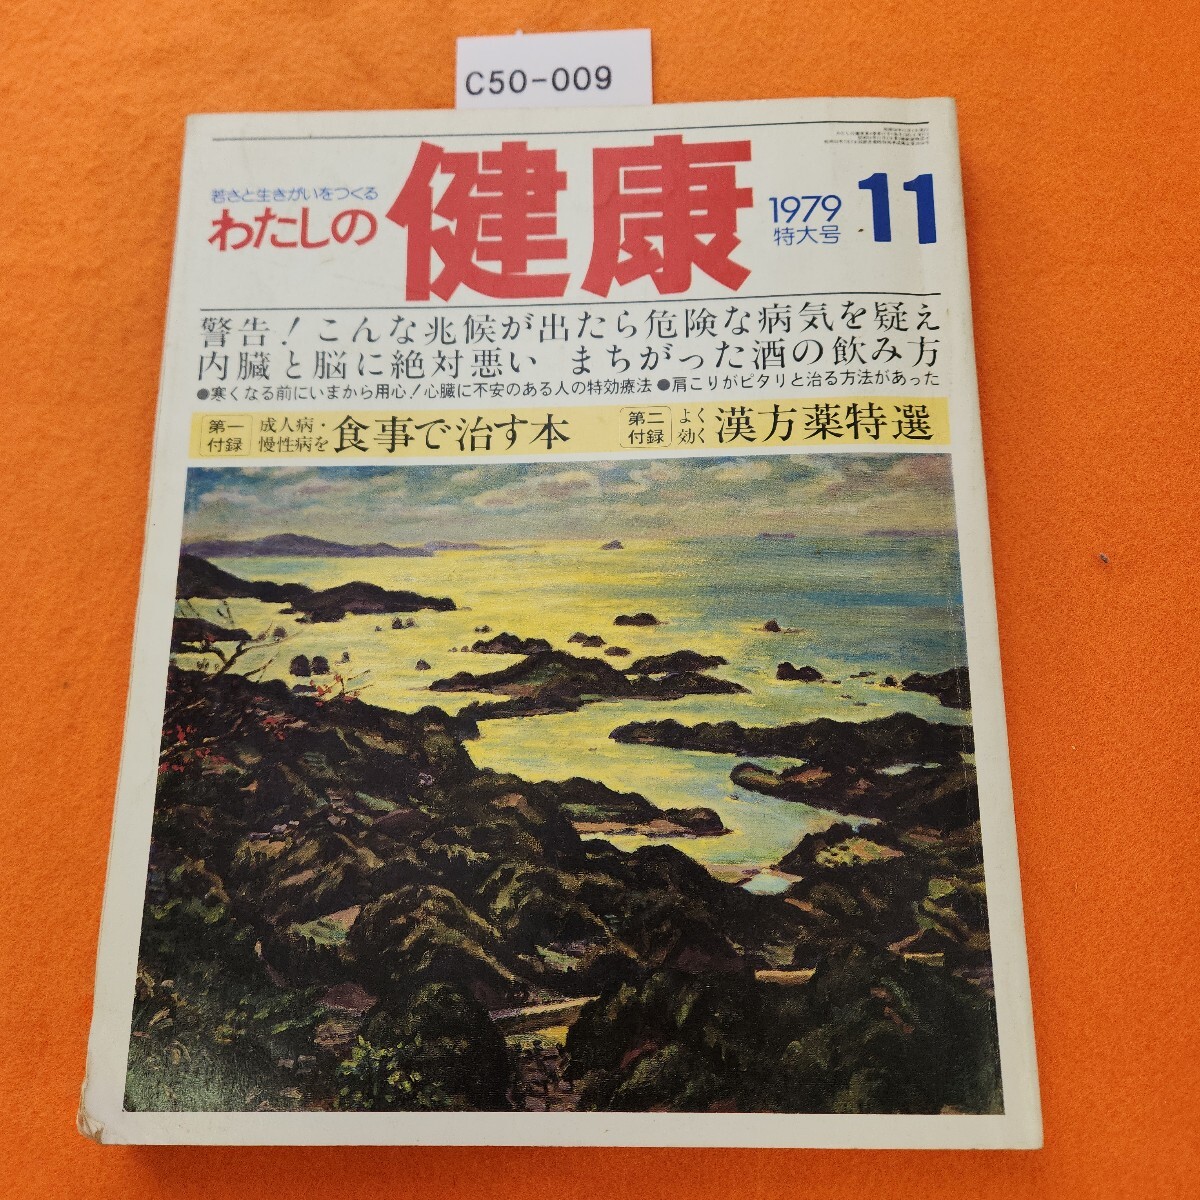 C50-009
若さと生きがいをつくる
わたしの
健康
1979
特大号
11
警告!こんな兆候が出たら危険な病気を疑え
内臓と脳に絶対悪い まちがった酒の飲み方
●寒くなる前にいまから用心!心臓に不安のある人の特効療法●肩こりがピタリと治る方法があった
第一付録 成人病・慢性病を 食事で治す本
第二付録 よく効く 漢方薬特選